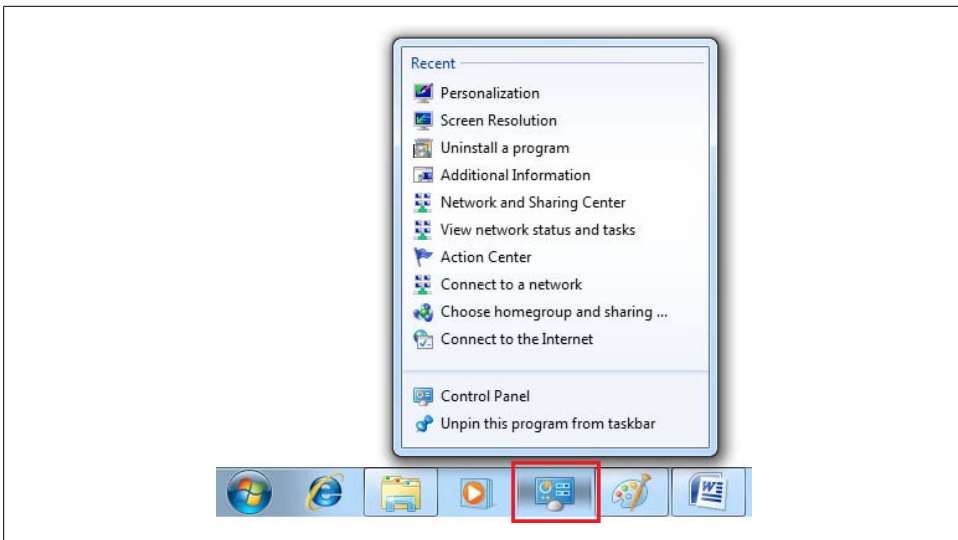 Recent
Personalization
Screen Resolution
Uninstall a program
Additional Information
Network and Sharing Center
View network status and tasks
Action Center
Connect to a network
Choose homegroup and sharing ...
Connect to the Internet
Control Panel
Unpin this program from taskbar
W